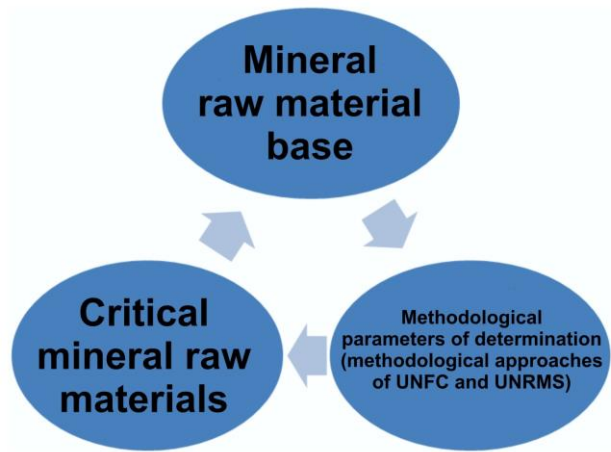 Mineral
raw material
base
Critical
mineral raw
materials
Methodological
parameters of determination
(methodological approaches
of UNFC and UNRMS)